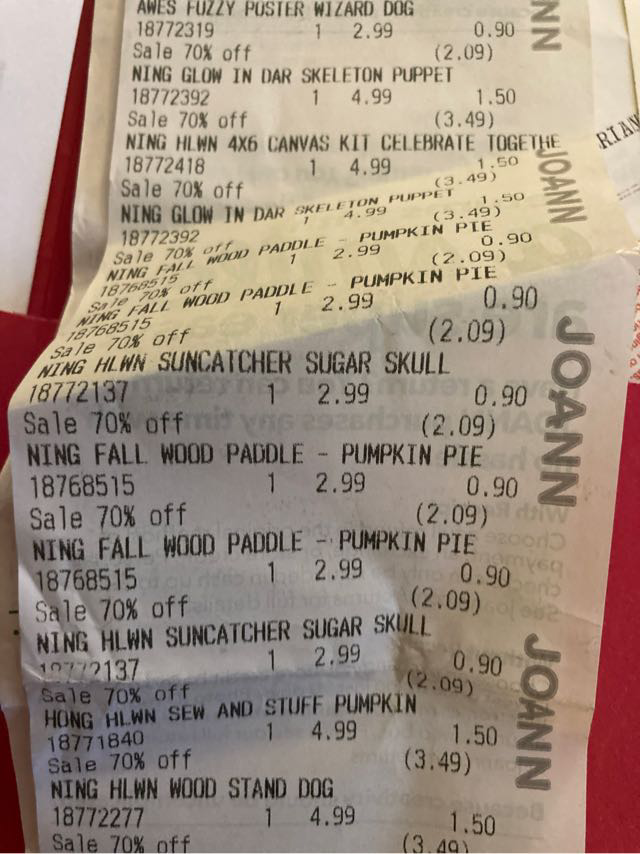 AWES FUZZY POSTER WIZARD DOG
18772319 1 2.99 0.90
Sale 70% off (2.09)
NING GLOW IN DAR SKELETON PUPPET
18772392 1 4.99 1.50
Sale 70% off (3.49)
NING HLWN 4X6 CANVAS KIT CELEBRATE TOGETHE
18772418 1 4.99 1.50
Sale 70% off (3.49)
NING GLOW IN DAR SKELETON PUPPET
18772392 1 4.99 1.50
Sale 70% off (3.49)
NING FALL WOOD PADDLE - PUMPKIN PIE
18768515 1 2.99 0.90
Sale 70% off (2.09)
NING FALL WOOD PADDLE - PUMPKIN PIE
18768515 1 2.99 0.90
Sale 70% off (2.09)
NING HLWN SUNCATCHER SUGAR SKULL
18772137 1 2.99 0.90
Sale 70% off (2.09)
NING FALL WOOD PADDLE - PUMPKIN PIE
18768515 1 2.99 0.90
Sale 70% off (2.09)
NING FALL WOOD PADDLE - PUMPKIN PIE
18768515 1 2.99 0.90
Sale 70% off (2.09)
NING HLWN SUNCATCHER SUGAR SKULL
18772137 1 2.99 0.90
Sale 70% off (2.09)
HONG HLWN SEW AND STUFF PUMPKIN
18771840 1 4.99 1.50
Sale 70% off (3.49)
NING HLWN WOOD STAND DOG
18772277 1 4.99 1.50
Sale 70% off (3.49)
JOANN
JOANN
JOANN
ANN
RIAN